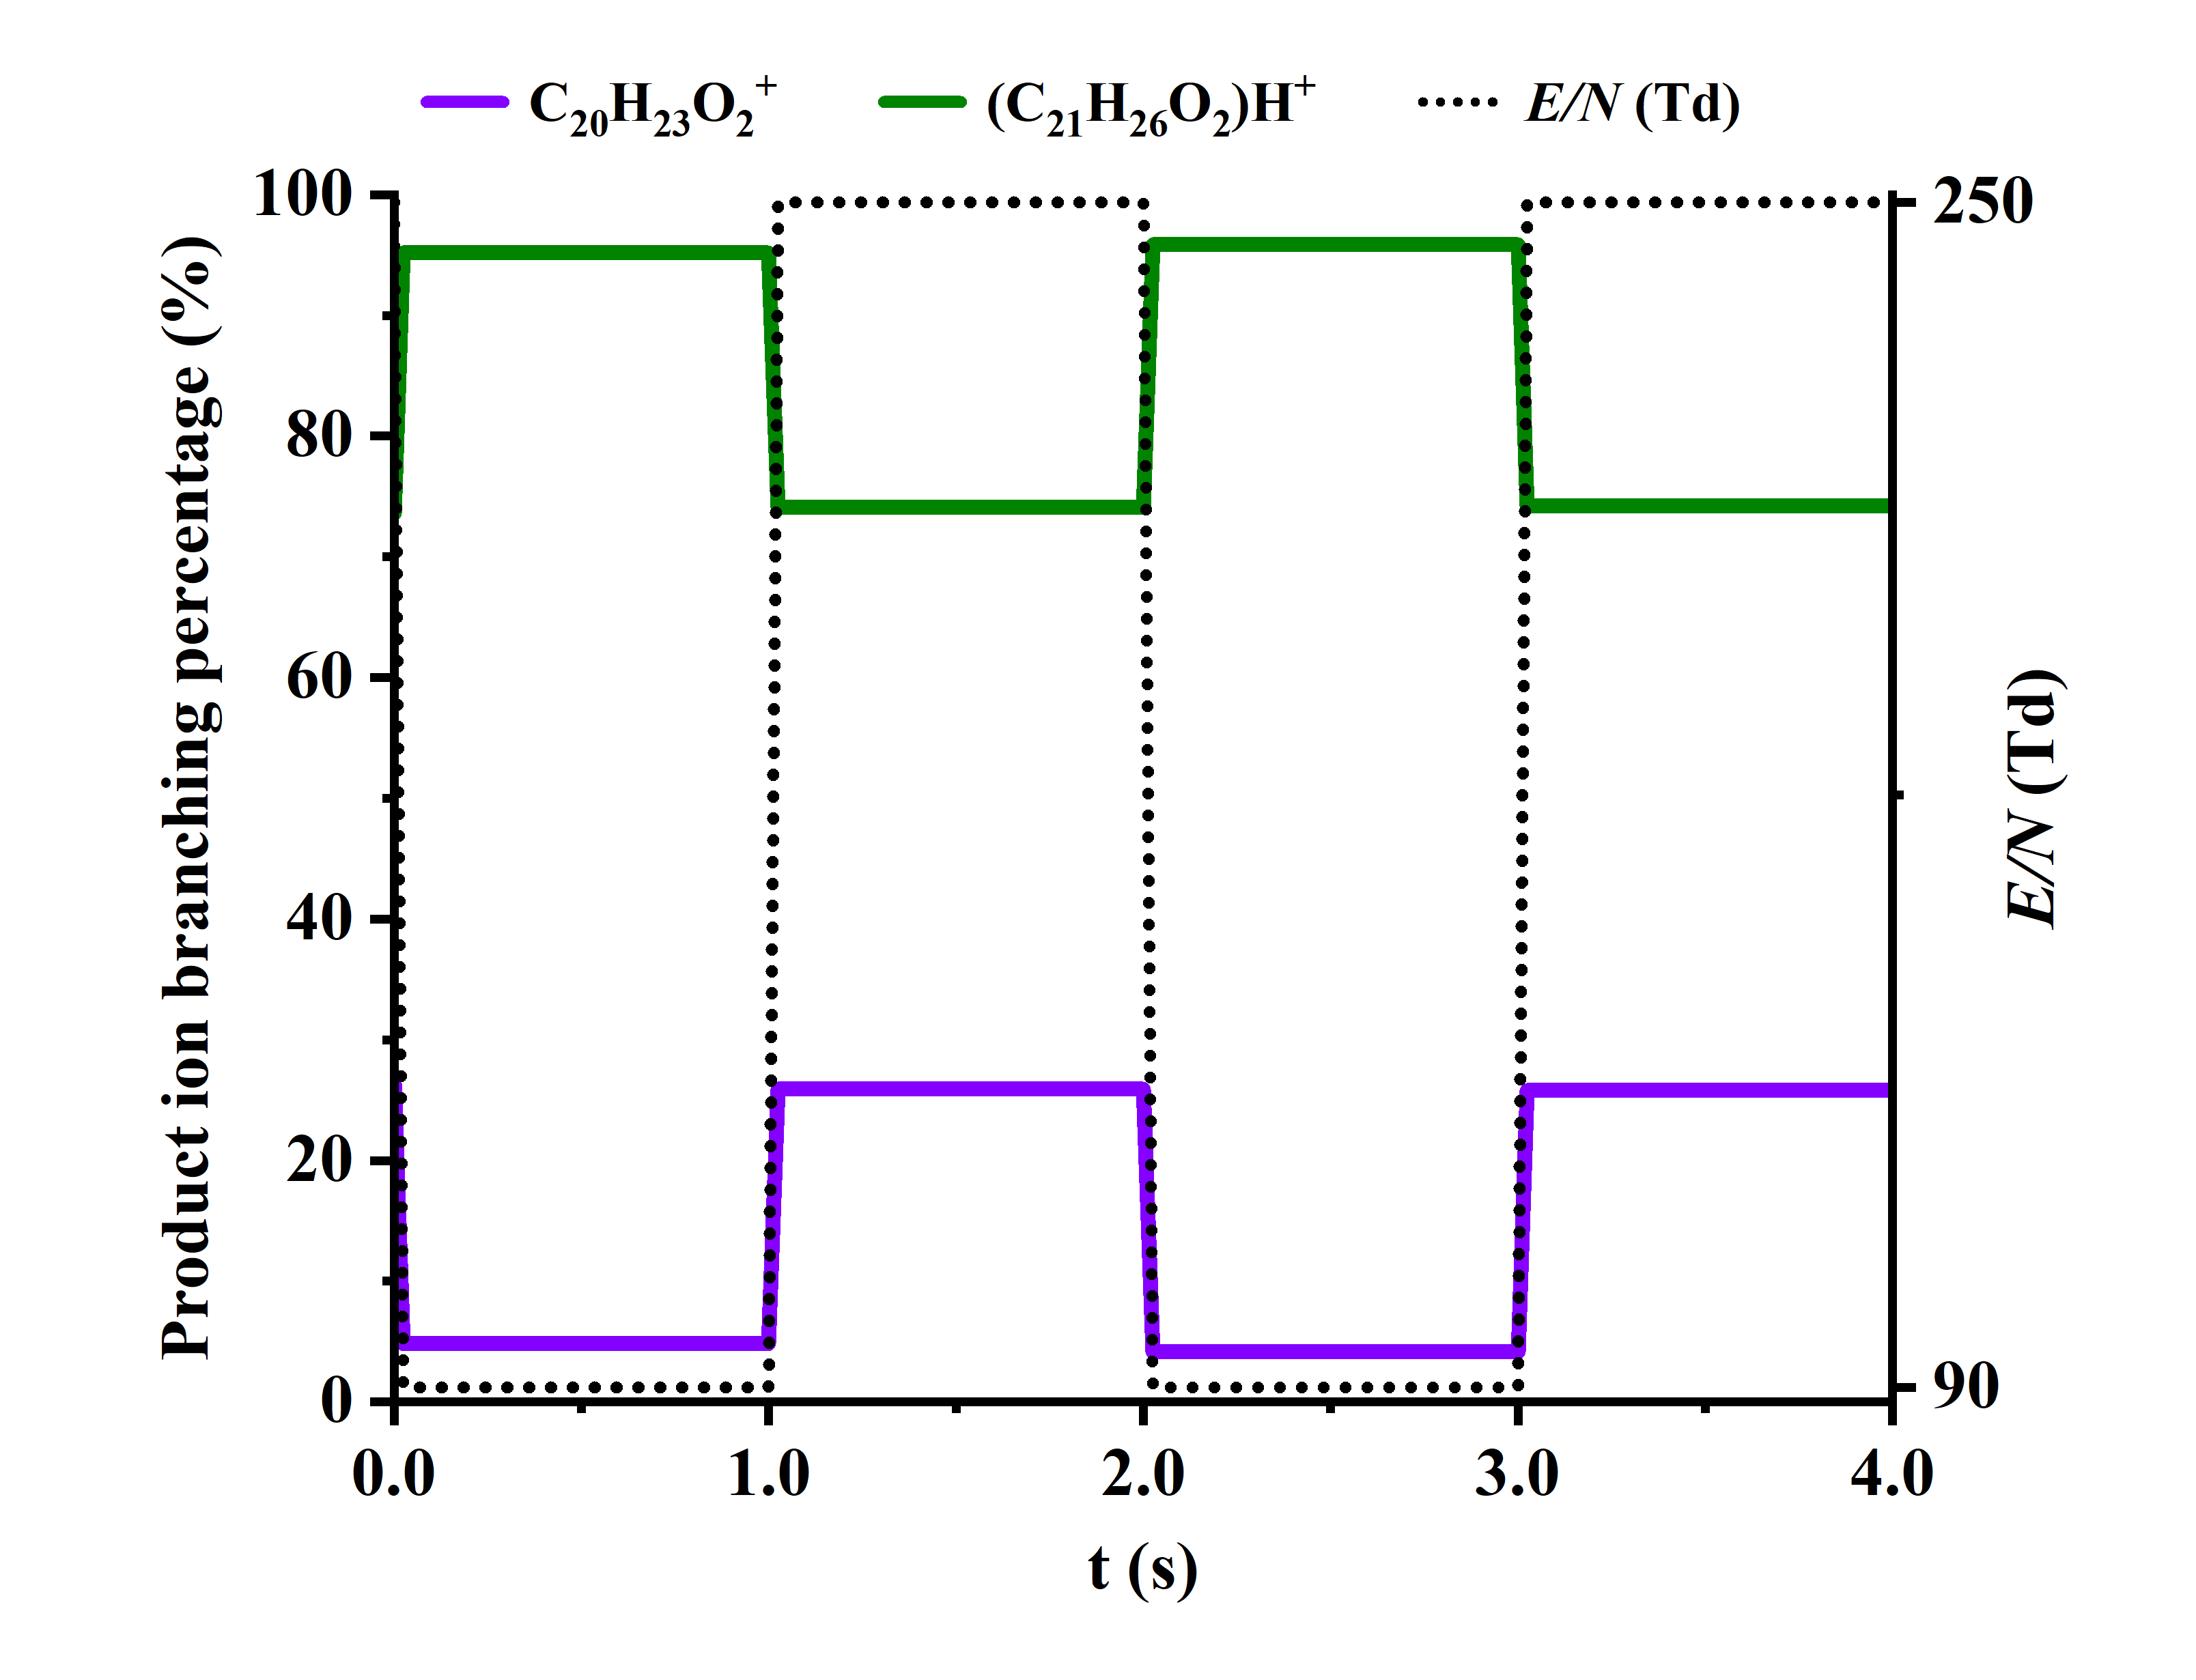 C₂₀H₂₃O₂⁺ (C₂₁H₂₆O₂)H⁺ E/N (Td)
Product ion branching percentage (%)
100
80
60
40
20
0
250
90
E/N (Td)
0.0 1.0 2.0 3.0 4.0
t (s)